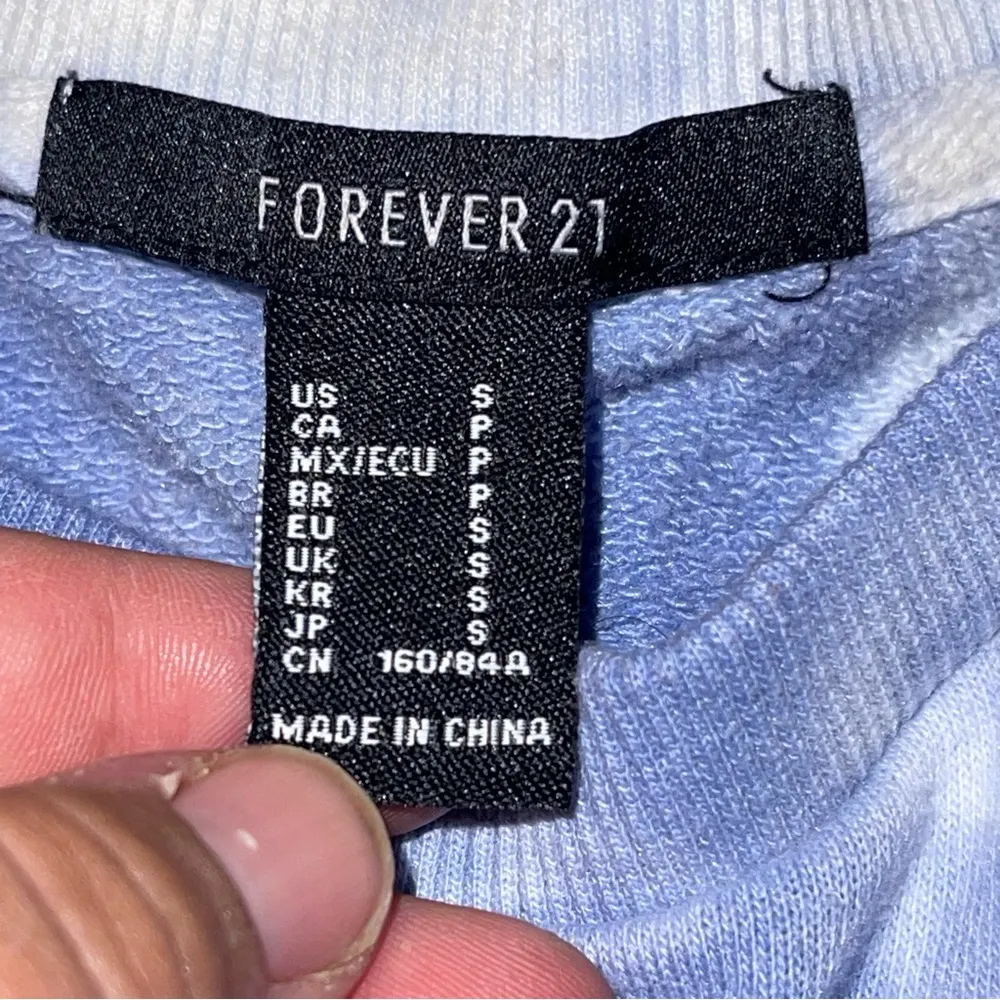 FOREVER 21
US S
CA P
MX/ECU P
BR P
EU S
UK S
KR S
JP S
CN 160/84A
MADE IN CHINA